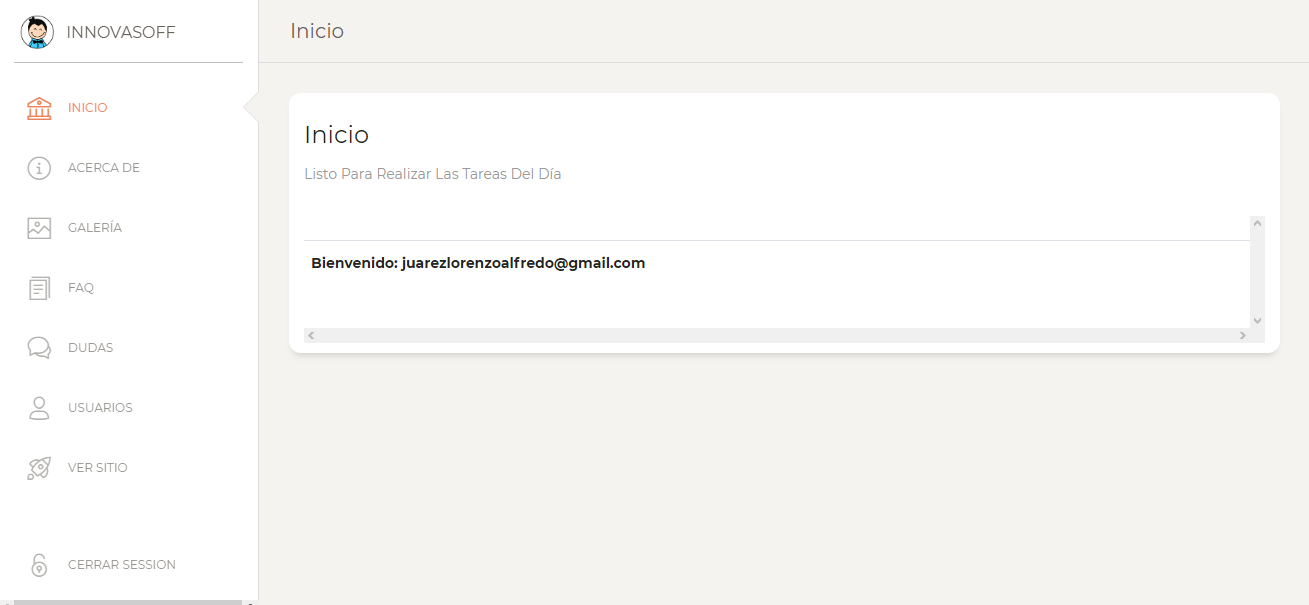 INNOVASOFF
Inicio
INICIO
ACERCA DE
GALERÍA
FAQ
DUDAS
USUARIOS
VER SITIO
CERRAR SESSION
Inicio
Listo Para Realizar Las Tareas Del Día
Bienvenido: juarezlorenzoalfredo@gmail.com